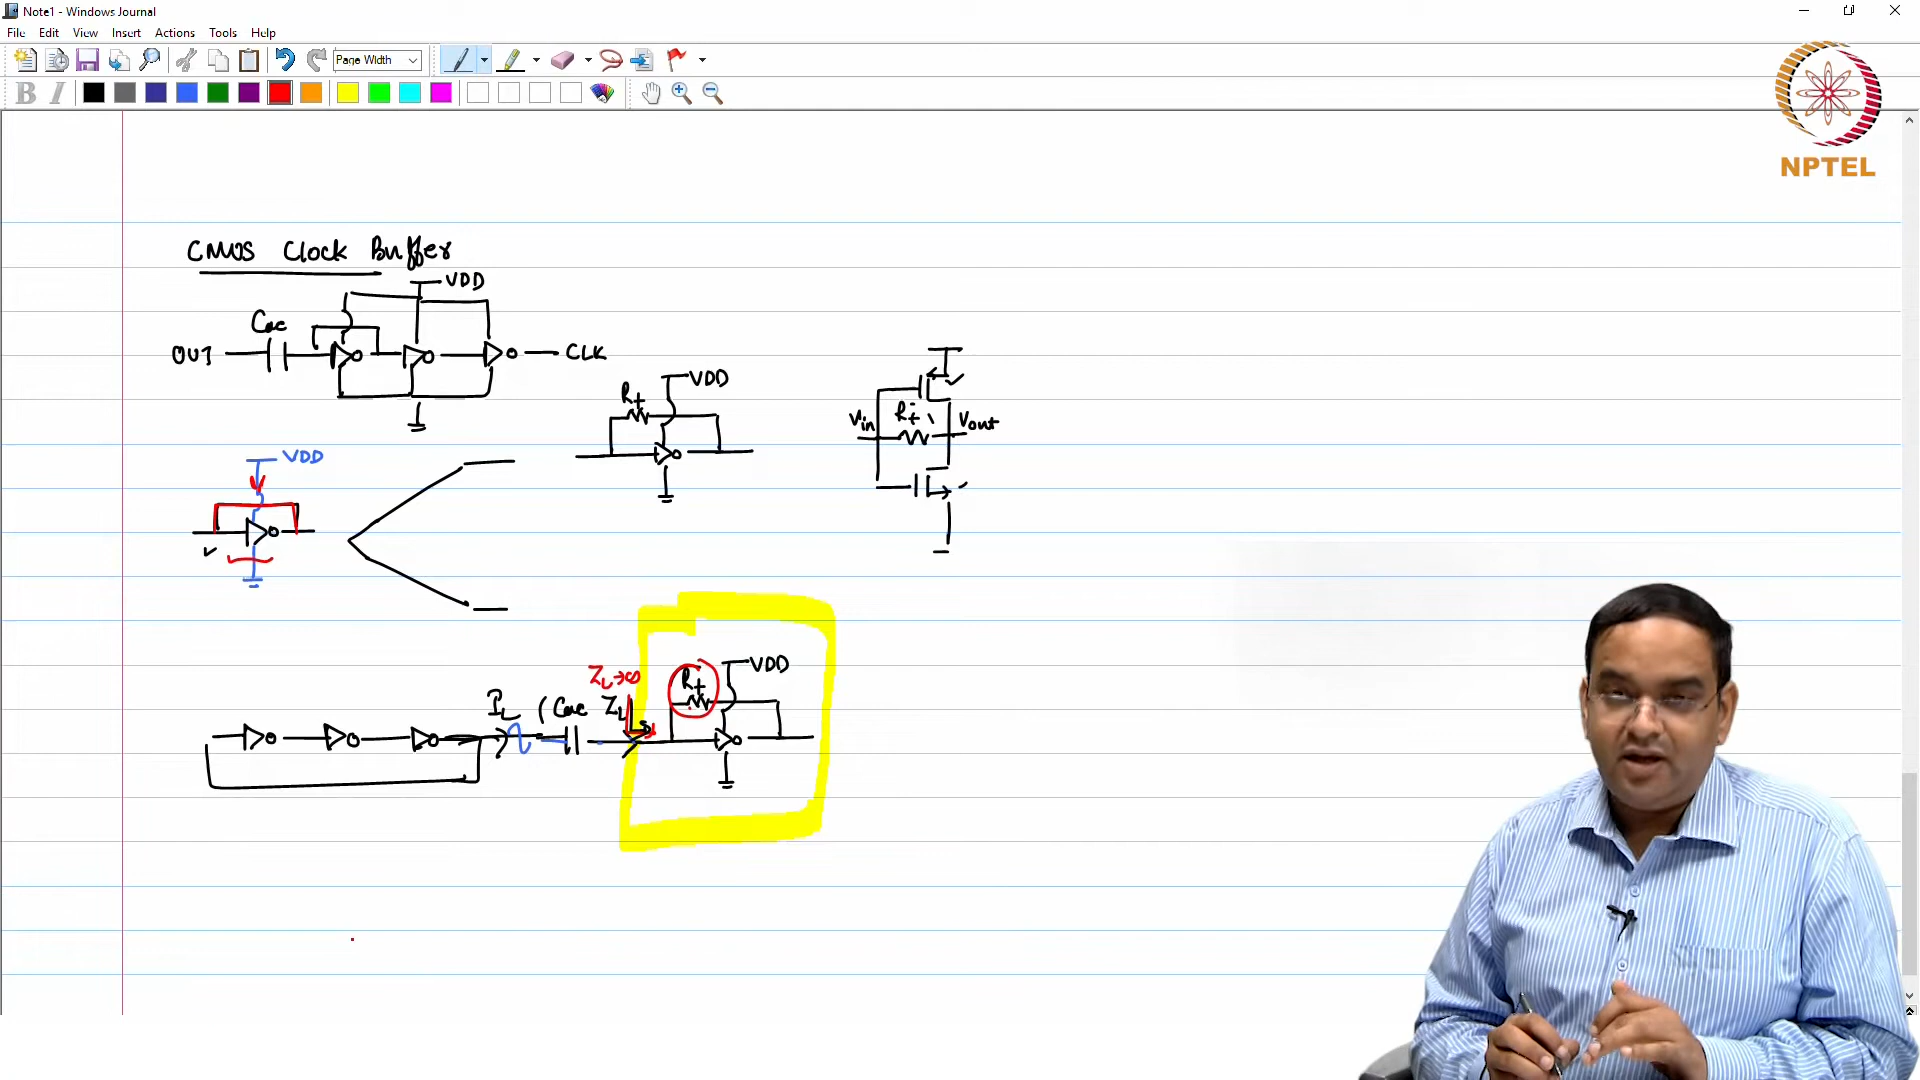 Note1 - Windows Journal
File Edit View Insert Actions Tools Help
Page Width
B I
NPTEL
CMOS Clock Buffer
VDD
Cac
OUT
CLK
VDD
Rf
VDD
Vin
Rf
Vout
ZL→∞
Rf
VDD
IL
Cac
ZL